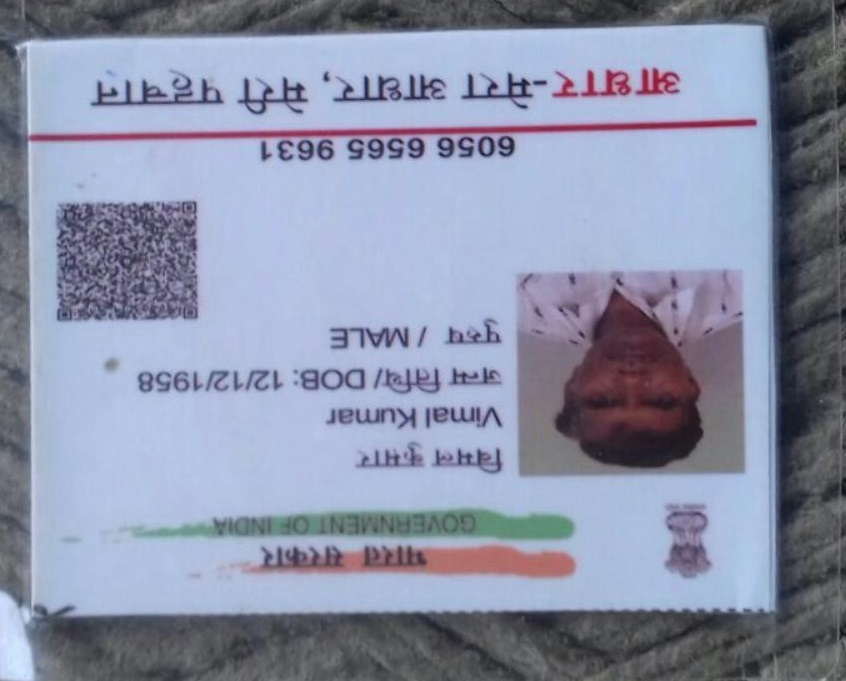 भारत सरकार
GOVERNMENT OF INDIA
विमल कुमार
Vimal Kumar
जन्म तिथि/ DOB: 12/12/1958
पुरुष / MALE
6056 6565 9631
आधार-मेरा आधार, मेरी पहचान